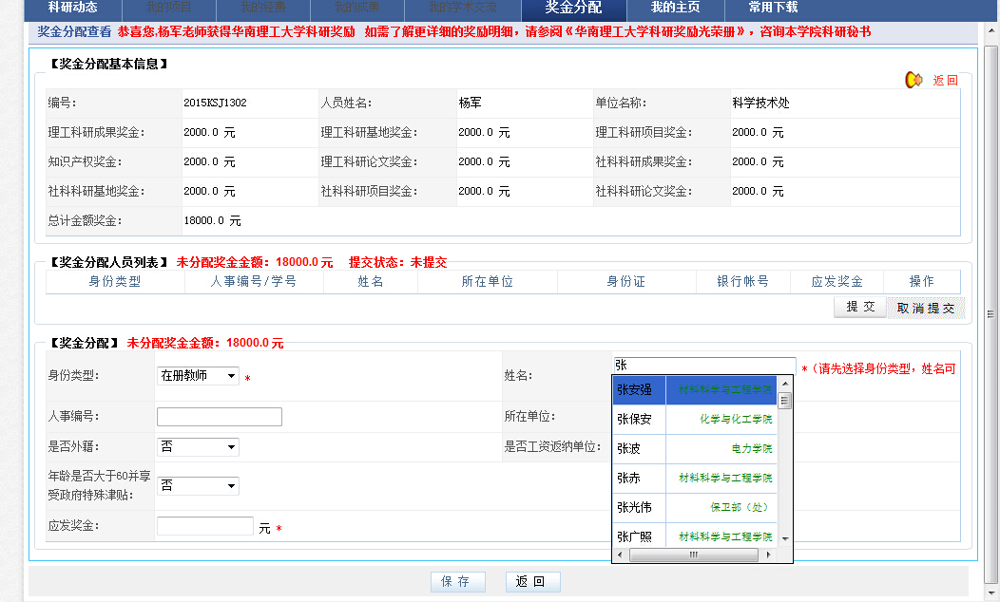 科研动态 我的项目 我的经费 我的成果 我的学术交流 奖金分配 我的主页 常用下载
奖金分配查看 恭喜您,杨军老师获得华南理工大学科研奖励 如需了解更详细的奖励明细，请参阅《华南理工大学科研奖励光荣册》，咨询本学院科研秘书
【奖金分配基本信息】
返回
编号： 2015KSJ1302 人员姓名： 杨军 单位名称： 科学技术处
理工科研成果奖金： 2000.0 元 理工科研基地奖金： 2000.0 元 理工科研项目奖金： 2000.0 元
知识产权奖金： 2000.0 元 理工科研论文奖金： 2000.0 元 社科科研成果奖金： 2000.0 元
社科科研基地奖金： 2000.0 元 社科科研项目奖金： 2000.0 元 社科科研论文奖金： 2000.0 元
总计金额奖金： 18000.0 元
【奖金分配人员列表】 未分配奖金金额：18000.0 元 提交状态：未提交
身份类型 人事编号/学号 姓名 所在单位 身份证 银行帐号 应发奖金 操作
提 交 取消提交
【奖金分配】 未分配奖金金额：18000.0 元
身份类型： 在册教师 * 姓名： 张 *（请先选择身份类型，姓名可
张安强 材料科学与工程学院
人事编号： 所在单位： 张保安 化学与化工学院
是否外籍： 否 是否工资返纳单位： 张波 电力学院
年龄是否大于60并享受政府特殊津贴： 否 张赤 材料科学与工程学院
张光伟 保卫部（处）
应发奖金： 元 * 张广照 材料科学与工程学院
保 存 返 回